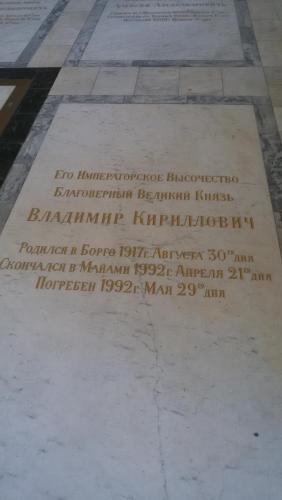 Его Императорское Высочество
Благоверный Великий Князь
Владимир Кириллович
Родился в Борго 1917г. Августа 30го дня
Скончался в Маиами 1992г. Апреля 21го дня
Погребен 1992г. Мая 29го дня